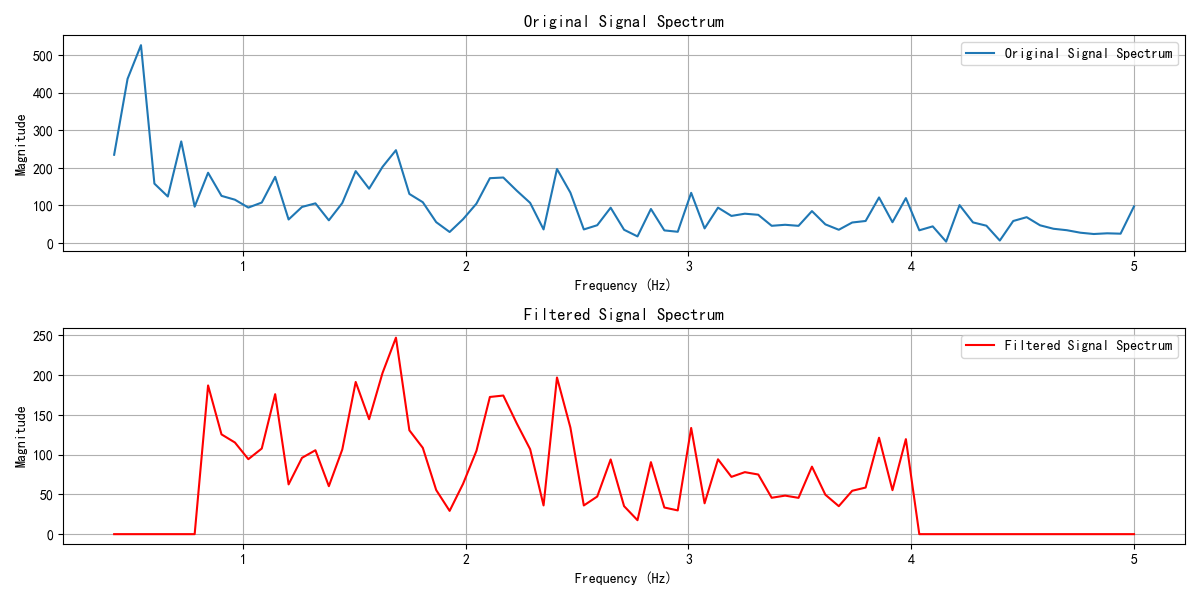 Original Signal Spectrum
Original Signal Spectrum
Magnitude
500
400
300
200
100
0
1
2
3
4
5
Frequency (Hz)
Filtered Signal Spectrum
Filtered Signal Spectrum
Magnitude
250
200
150
100
50
0
1
2
3
4
5
Frequency (Hz)